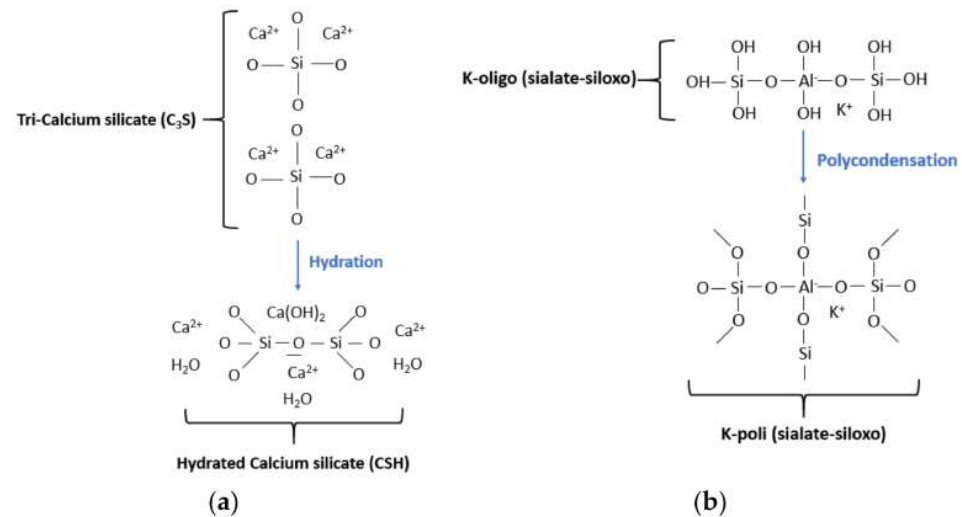 O
Ca²⁺ Ca²⁺
O — Si — O
O
Tri-Calcium silicate (C₃S)
O
Ca²⁺ Ca²⁺
O — Si — O
O
Hydration
O Ca(OH)₂ O
Ca²⁺ Ca²⁺
O — Si — O — Si — O
H₂O O Ca²⁺ O H₂O
H₂O
Hydrated Calcium silicate (CSH)
(a)
OH OH OH
K-oligo (sialate-siloxo)
OH—Si—O—Al⁻—O—Si—OH
OH OH K⁺ OH
Polycondensation
Si
O O O
O—Si—O—Al⁻—O—Si—O
O O K⁺ O
Si
K-poli (sialate-siloxo)
(b)